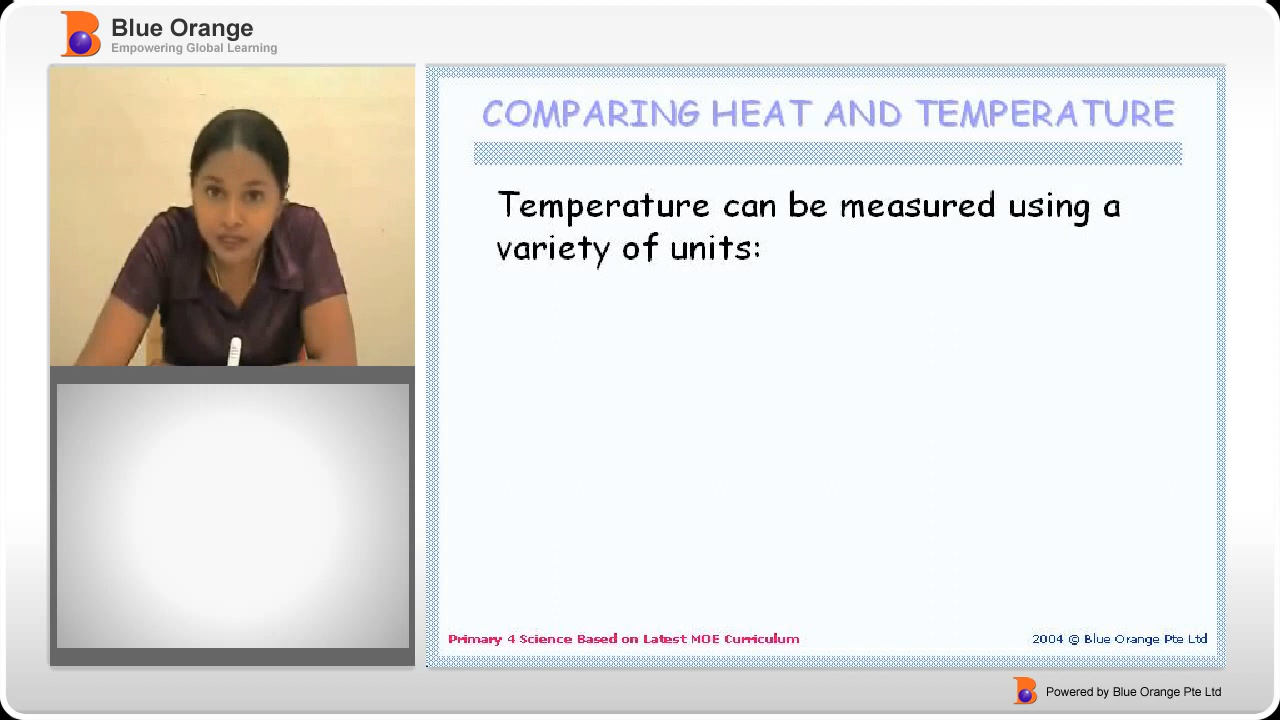 Blue Orange
Empowering Global Learning
COMPARING HEAT AND TEMPERATURE
Temperature can be measured using a
variety of units:
Primary 4 Science Based on Latest MOE Curriculum
2004 © Blue Orange Pte Ltd
Powered by Blue Orange Pte Ltd